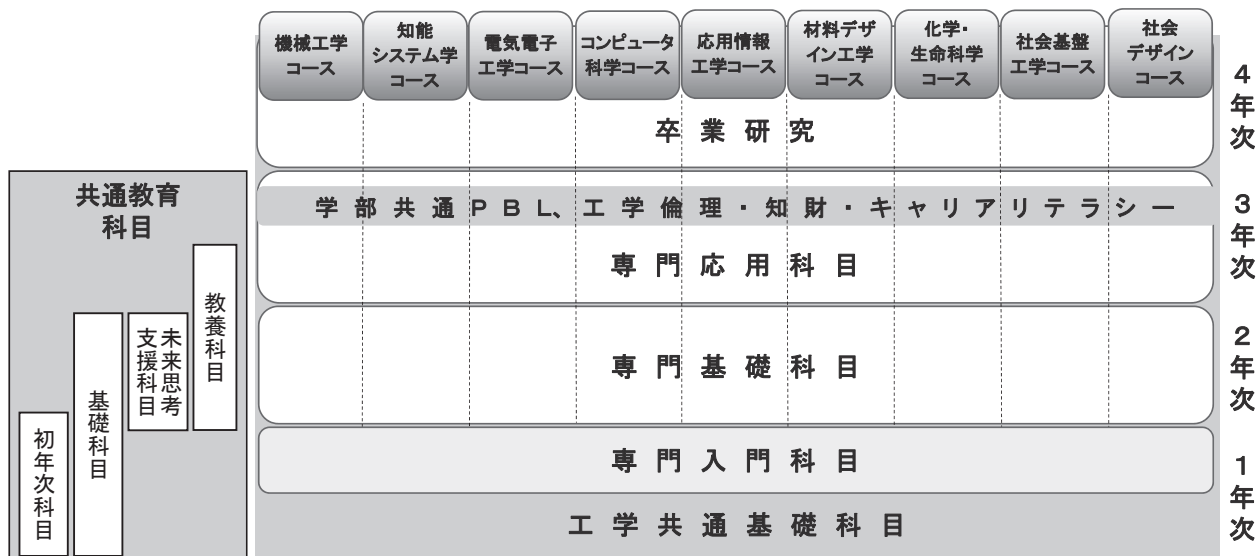 機械工学
コース
知能
システム学
コース
電気電子
工学コース
コンピュータ
科学コース
応用情報
工学コース
材料デザ
イン工学
コース
化学・
生命科学
コース
社会基盤
工学コース
社会
デザイン
コース
4年次
卒業研究
共通教育
科目
学部共通PBL、工学倫理・知財・キャリアリテラシー
3年次
専門応用科目
教養科目
未来思考
支援科目
基礎科目
初年次科目
専門基礎科目
2年次
専門入門科目
1年次
工学共通基礎科目